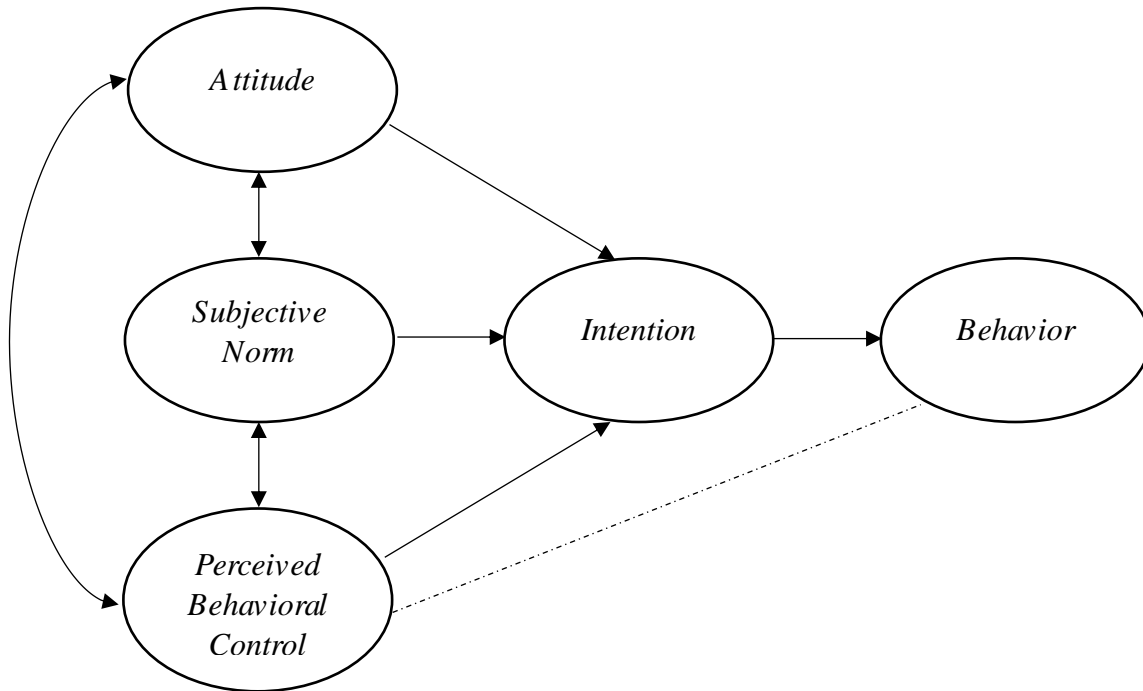 Attitude
Subjective
Norm
Intention
Behavior
Perceived
Behavioral
Control